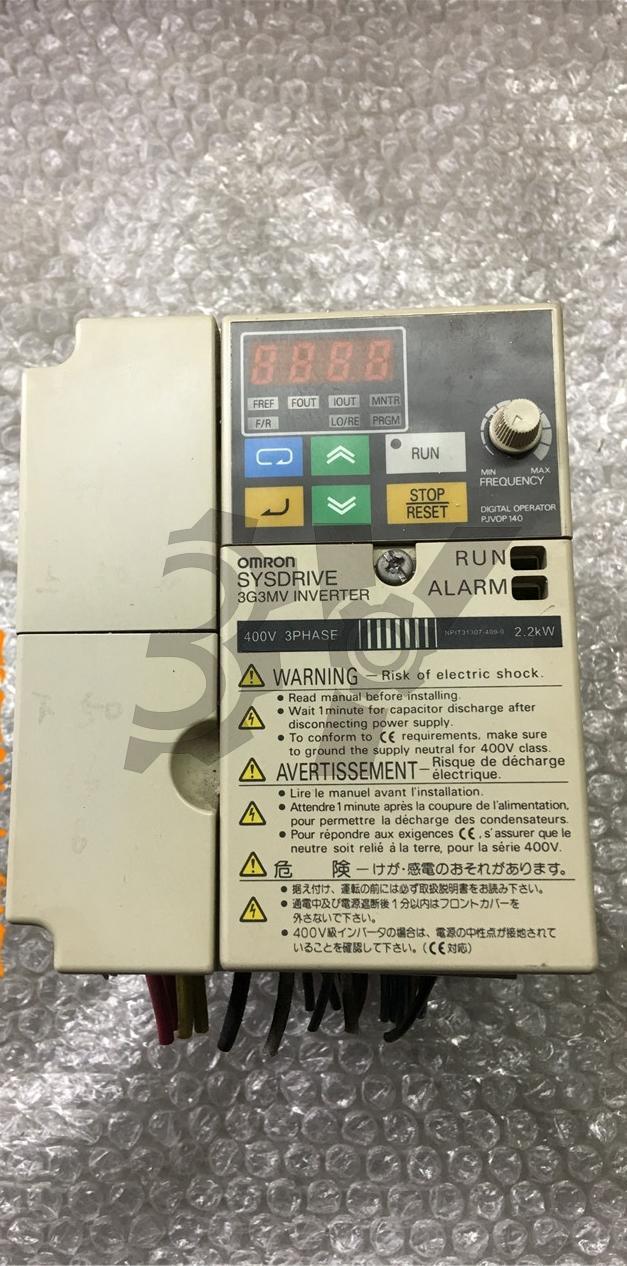 8888
FREF FOUT IOUT MNTR
F/R LO/RE PRGM
RUN
STOP
RESET
MIN MAX
FREQUENCY
DIGITAL OPERATOR
PJVOP140
OMRON
SYSDRIVE
3G3MV INVERTER
RUN
ALARM
400V 3PHASE 2.2kW
WARNING – Risk of electric shock.
● Read manual before installing.
● Wait 1 minute for capacitor discharge after
disconnecting power supply.
● To conform to CE requirements, make sure
to ground the supply neutral for 400V class.
AVERTISSEMENT – Risque de décharge
électrique.
● Lire le manuel avant l'installation.
● Attendre 1 minute après la coupure de l'alimentation,
pour permettre la décharge des condensateurs.
● Pour répondre aux exigences CE, s'assurer que le
neutre soit relié à la terre, pour la série 400V.
危 険 – けが・感電のおそれがあります。
● 据え付け、運転の前には必ず取扱説明書をお読み下さい。
● 通電中及び電源遮断後1分以内はフロントカバーを
外さないで下さい。
● 400V級インバータの場合は、電源の中性点が接地されて
いることを確認して下さい。(CE対応)